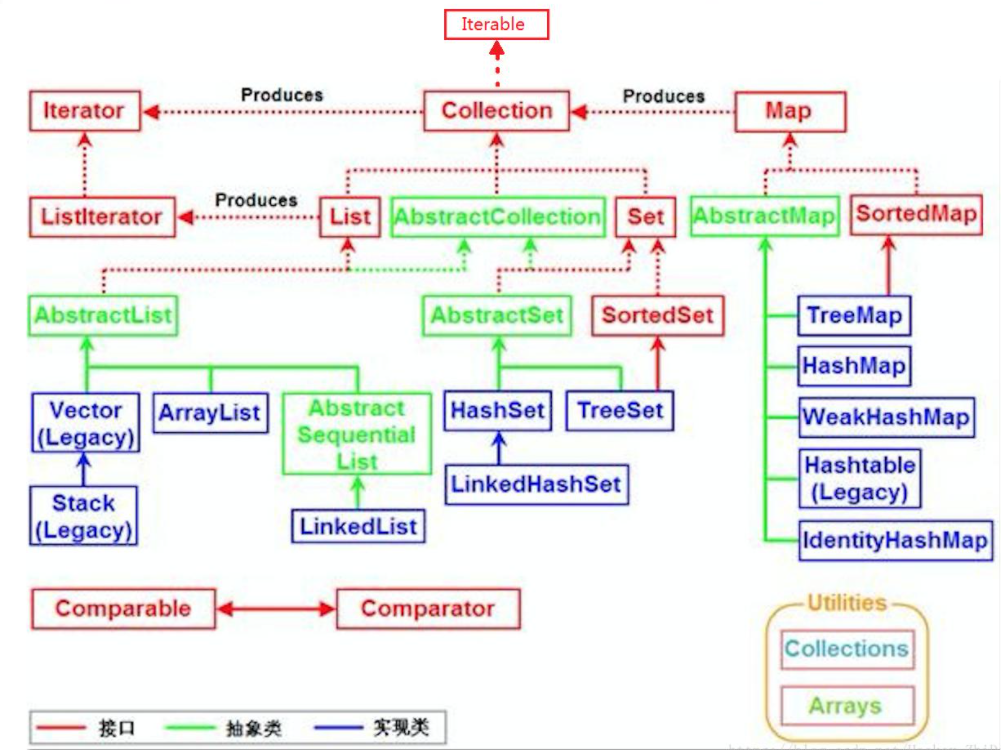 Iterable
Produces
Produces
Iterator
Collection
Map
Produces
ListIterator
List
AbstractCollection
Set
AbstractMap
SortedMap
AbstractList
AbstractSet
SortedSet
TreeMap
HashMap
Vector
(Legacy)
ArrayList
Abstract
Sequential
List
HashSet
TreeSet
WeakHashMap
Hashtable
(Legacy)
LinkedHashSet
Stack
(Legacy)
LinkedList
IdentityHashMap
Comparable
Comparator
Utilities
Collections
Arrays
接口
抽象类
实现类